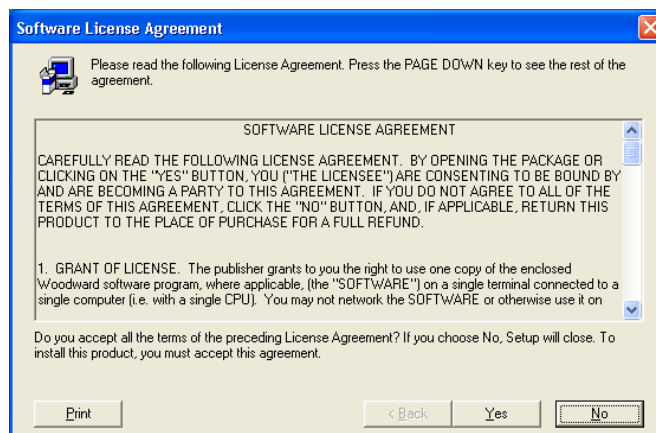 Software License Agreement
Please read the following License Agreement. Press the PAGE DOWN key to see the rest of the
agreement.
SOFTWARE LICENSE AGREEMENT
CAREFULLY READ THE FOLLOWING LICENSE AGREEMENT.  BY OPENING THE PACKAGE OR
CLICKING ON THE "YES" BUTTON, YOU ("THE LICENSEE") ARE CONSENTING TO BE BOUND BY
AND ARE BECOMING A PARTY TO THIS AGREEMENT.  IF YOU DO NOT AGREE TO ALL OF THE
TERMS OF THIS AGREEMENT, CLICK THE "NO" BUTTON, AND, IF APPLICABLE, RETURN THIS
PRODUCT TO THE PLACE OF PURCHASE FOR A FULL REFUND.
1.  GRANT OF LICENSE.  The publisher grants to you the right to use one copy of the enclosed
Woodward software program, where applicable, (the "SOFTWARE") on a single terminal connected to a
single computer (i.e. with a single CPU).  You may not network the SOFTWARE or otherwise use it on
Do you accept all the terms of the preceding License Agreement? If you choose No, Setup will close. To
install this product, you must accept this agreement.
Print
< Back
Yes
No